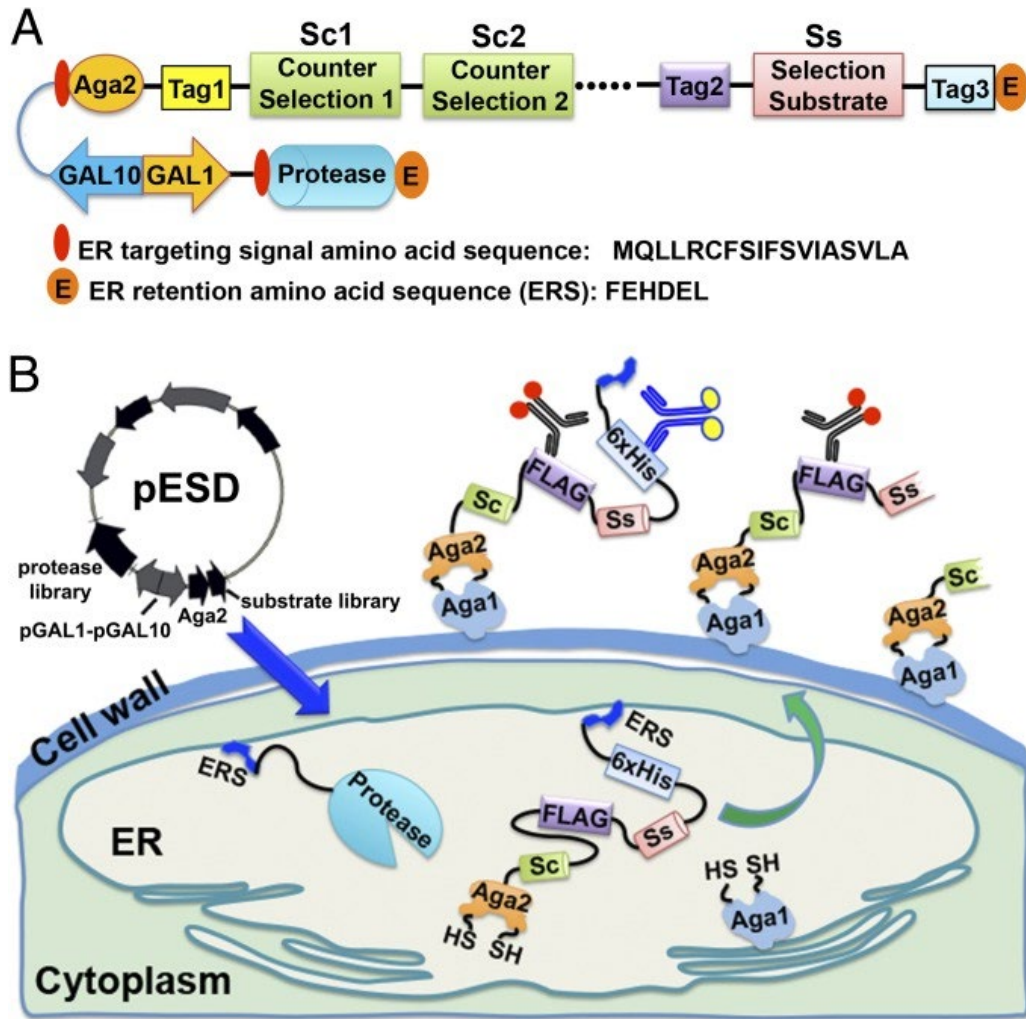 A
Sc1
Sc2
Ss
Aga2
Tag1
Counter
Selection 1
Counter
Selection 2
Tag2
Selection
Substrate
Tag3
E
GAL10
GAL1
Protease
E
ER targeting signal amino acid sequence: MQLLRCFSIFSVIASVLA
E
ER retention amino acid sequence (ERS): FEHDEL
B
pESD
protease
library
pGAL1-pGAL10
Aga2
substrate library
6xHis
FLAG
Sc
Ss
Aga2
Aga1
FLAG
Ss
Sc
Aga2
Aga1
Sc
Aga2
Aga1
Cell wall
ERS
Protease
ER
ERS
6xHis
FLAG
Ss
Sc
Aga2
HS SH
HS SH
Aga1
Cytoplasm